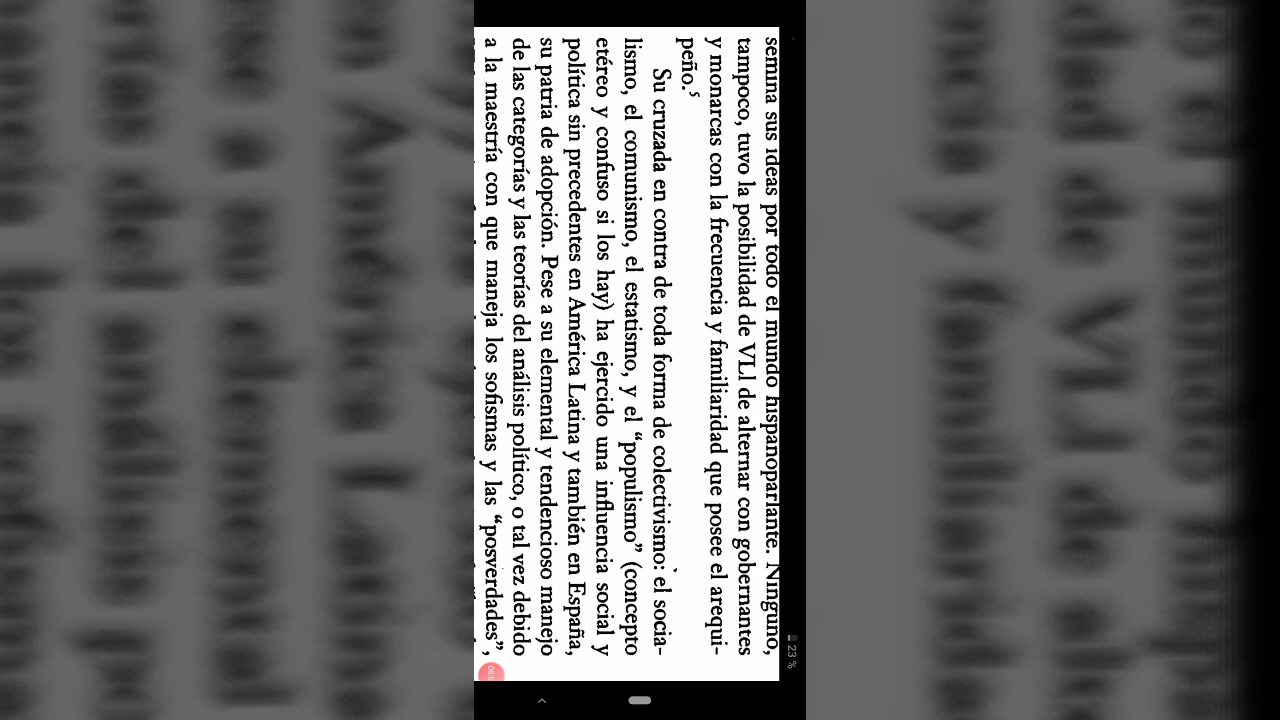 semina sus ideas por todo el mundo hispanoparlante. Ninguno,
tampoco, tuvo la posibilidad de VLl de alternar con gobernantes
y monarcas con la frecuencia y familiaridad que posee el arequi-
peño.⁵
Su cruzada en contra de toda forma de colectivismo: el socia-
lismo, el comunismo, el estatismo, y el “populismo” (concepto
etéreo y confuso si los hay) ha ejercido una influencia social y
política sin precedentes en América Latina y también en España,
su patria de adopción. Pese a su elemental y tendencioso manejo
de las categorías y las teorías del análisis político, o tal vez debido
a la maestría con que maneja los sofismas y las “posverdades”,
23 %